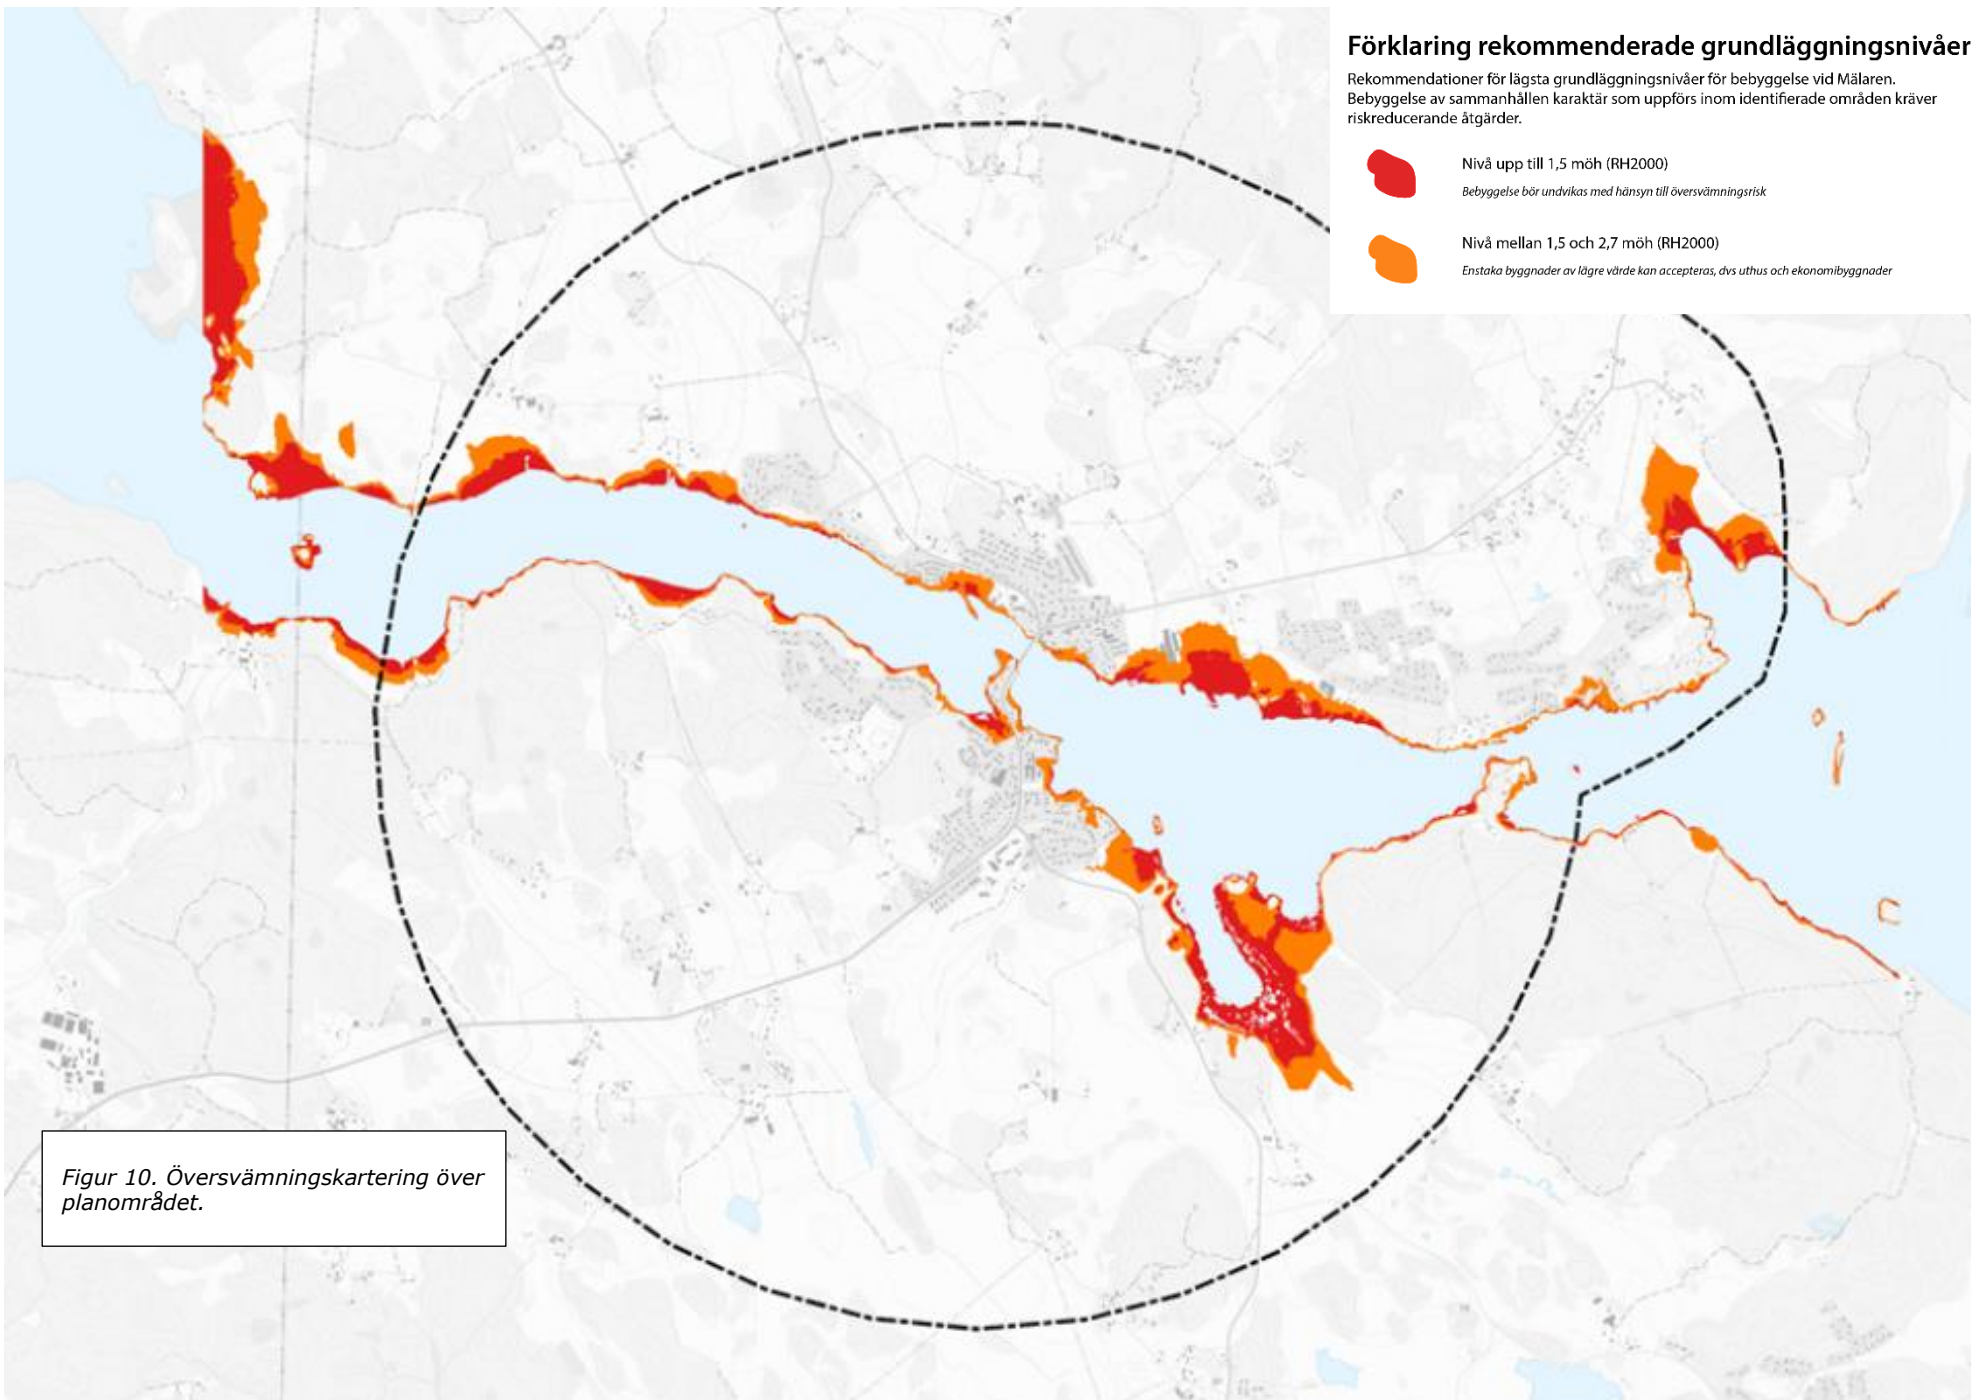 Förklaring rekommenderade grundläggningsnivåer
Rekommendationer för lägsta grundläggningsnivåer för bebyggelse vid Mälaren.
Bebyggelse av sammanhållen karaktär som uppförs inom identifierade områden kräver
riskreducerande åtgärder.
Nivå upp till 1,5 möh (RH2000)
Bebyggelse bör undvikas med hänsyn till översvämningsrisk
Nivå mellan 1,5 och 2,7 möh (RH2000)
Enstaka byggnader av lägre värde kan accepteras, dvs uthus och ekonomibyggnader
Figur 10. Översvämningskartering över
planområdet.